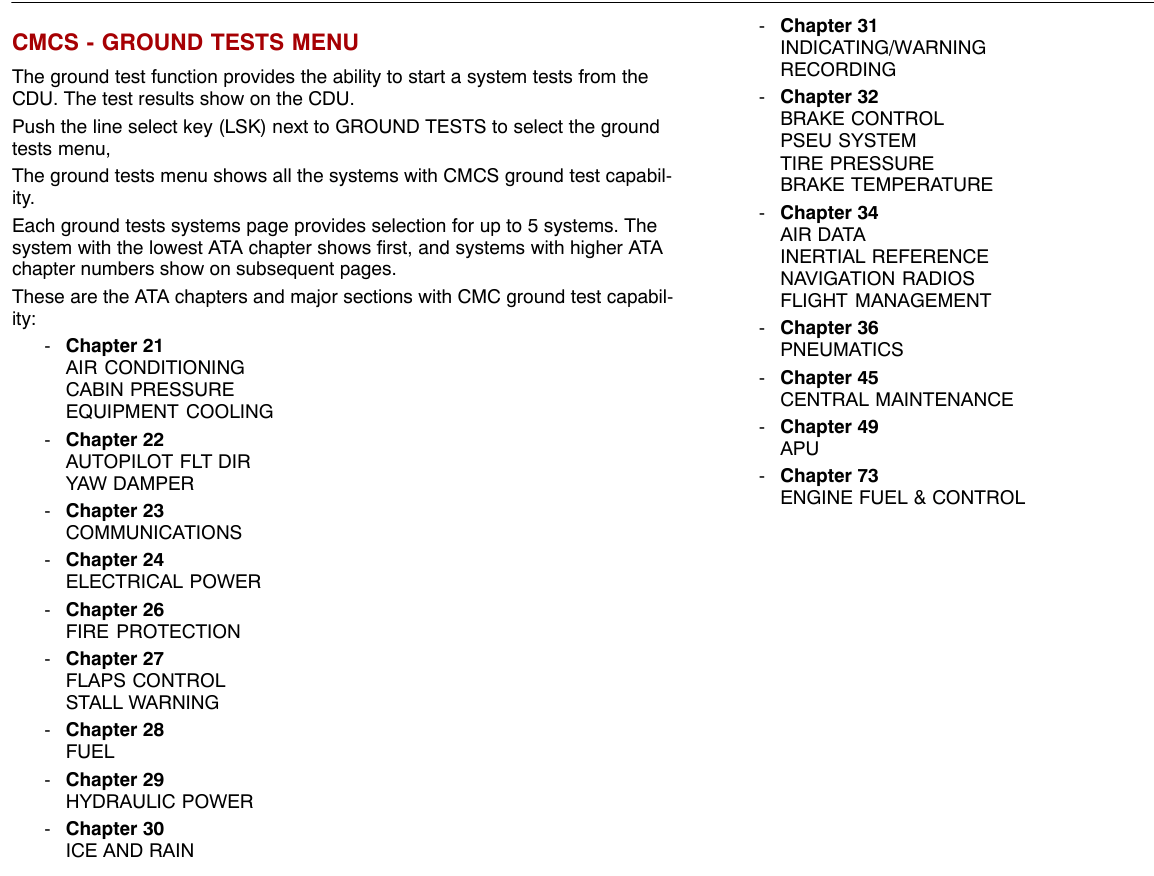 CMCS - GROUND TESTS MENU
The ground test function provides the ability to start a system tests from the
CDU. The test results show on the CDU.
Push the line select key (LSK) next to GROUND TESTS to select the ground
tests menu,
The ground tests menu shows all the systems with CMCS ground test capabil-
ity.
Each ground tests systems page provides selection for up to 5 systems. The
system with the lowest ATA chapter shows first, and systems with higher ATA
chapter numbers show on subsequent pages.
These are the ATA chapters and major sections with CMC ground test capabil-
ity:
- Chapter 21
AIR CONDITIONING
CABIN PRESSURE
EQUIPMENT COOLING
- Chapter 22
AUTOPILOT FLT DIR
YAW DAMPER
- Chapter 23
COMMUNICATIONS
- Chapter 24
ELECTRICAL POWER
- Chapter 26
FIRE PROTECTION
- Chapter 27
FLAPS CONTROL
STALL WARNING
- Chapter 28
FUEL
- Chapter 29
HYDRAULIC POWER
- Chapter 30
ICE AND RAIN
- Chapter 31
INDICATING/WARNING
RECORDING
- Chapter 32
BRAKE CONTROL
PSEU SYSTEM
TIRE PRESSURE
BRAKE TEMPERATURE
- Chapter 34
AIR DATA
INERTIAL REFERENCE
NAVIGATION RADIOS
FLIGHT MANAGEMENT
- Chapter 36
PNEUMATICS
- Chapter 45
CENTRAL MAINTENANCE
- Chapter 49
APU
- Chapter 73
ENGINE FUEL & CONTROL